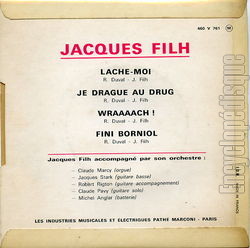 460 V 761 M
JACQUES FILH
LACHE-MOI
R. Duval - J. Filh
JE DRAGUE AU DRUG
R. Duval - J. Filh
WRAAAACH !
R. Duval - J. Filh
FINI BORNIOL
R. Duval - J. Filh
Jacques Filh accompagné par son orchestre :
— Claude Marcy (orgue)
— Jacques Stark (guitare basse)
— Robert Rigton (guitare accompagnement)
— Claude Pavy (guitare solo)
— Michel Anglar (batterie)
LES INDUSTRIES MUSICALES ET ELECTRIQUES PATHE MARCONI - PARIS